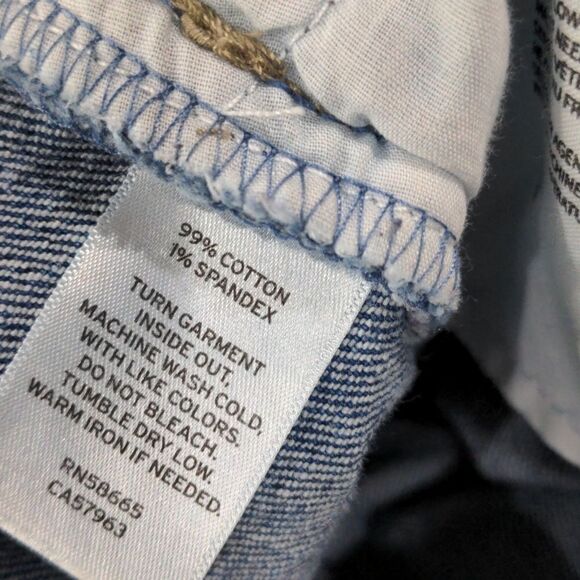 99% COTTON
1% SPANDEX
TURN GARMENT
INSIDE OUT.
MACHINE WASH COLD,
WITH LIKE COLORS.
DO NOT BLEACH.
TUMBLE DRY LOW.
WARM IRON IF NEEDED.
RN58665
CA57963